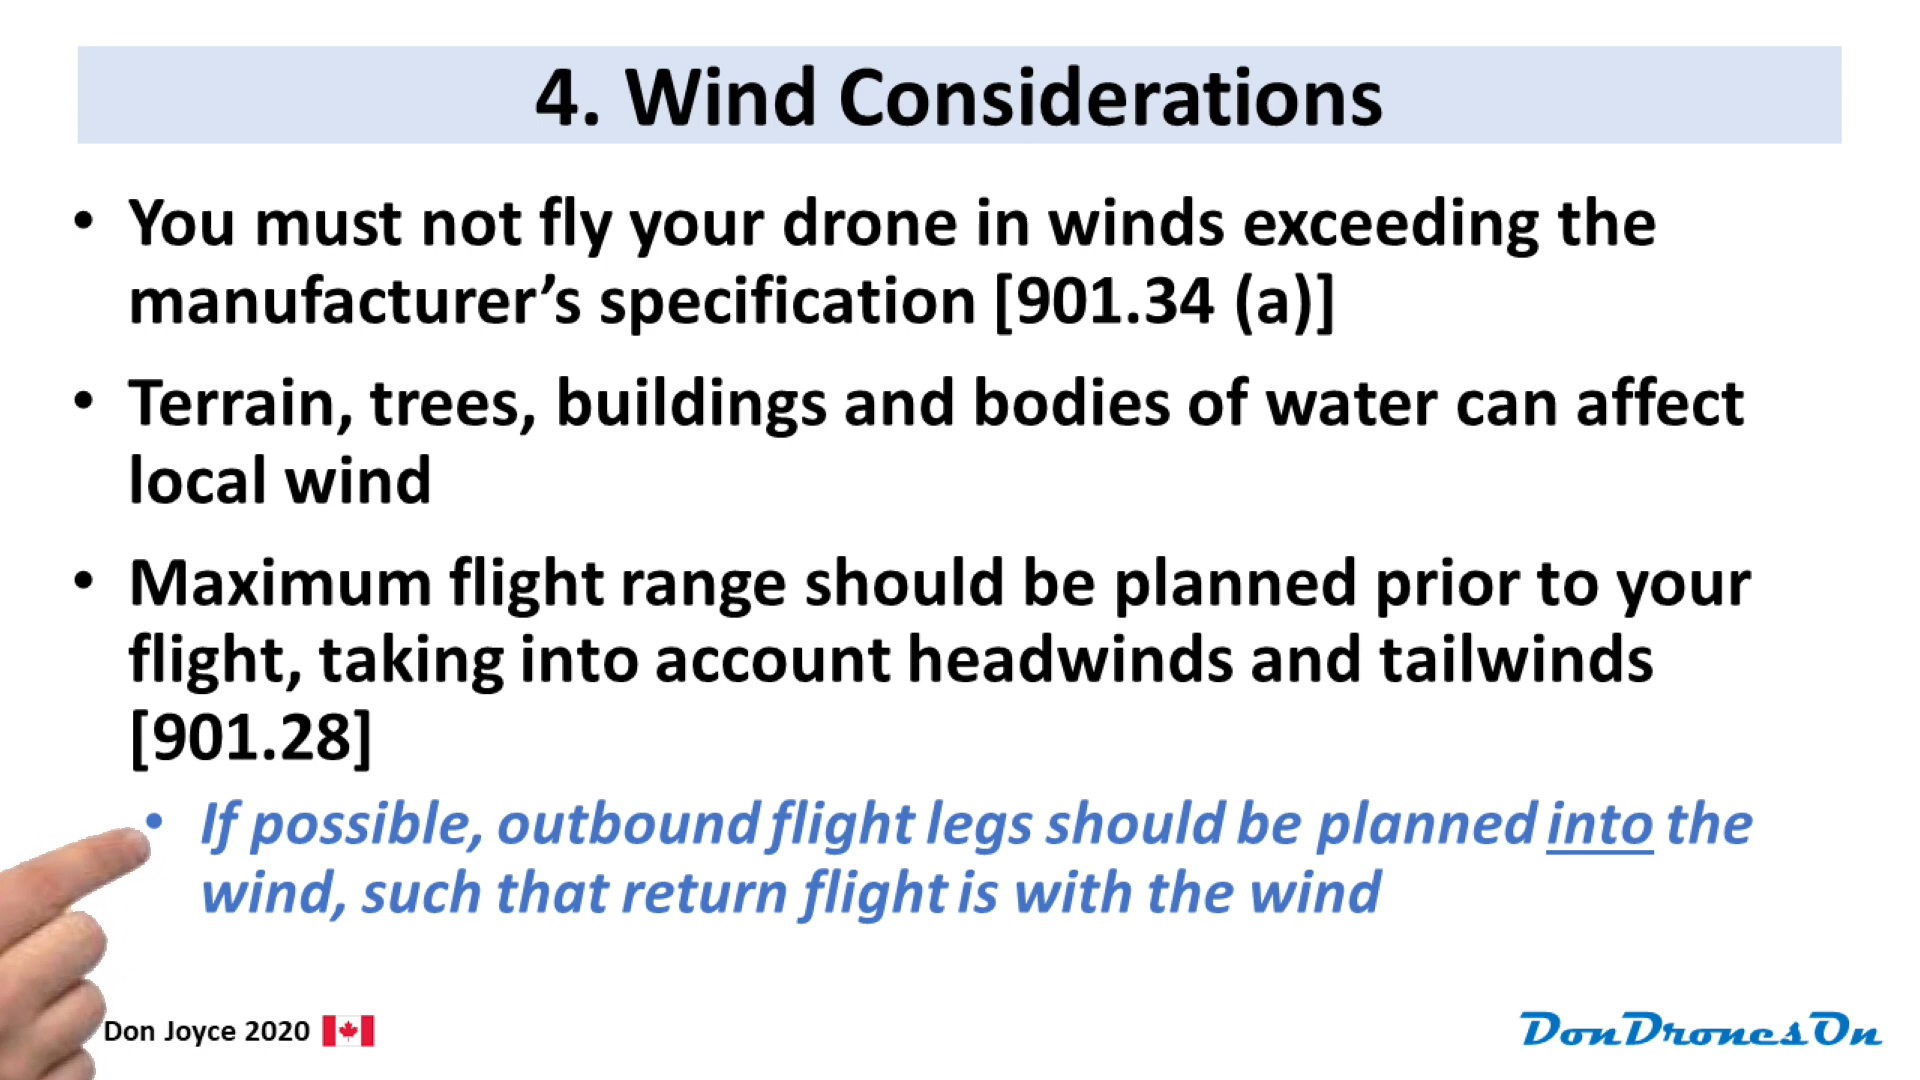 4. Wind Considerations
• You must not fly your drone in winds exceeding the
manufacturer’s specification [901.34 (a)]
• Terrain, trees, buildings and bodies of water can affect
local wind
• Maximum flight range should be planned prior to your
flight, taking into account headwinds and tailwinds
[901.28]
• If possible, outbound flight legs should be planned into the
wind, such that return flight is with the wind
Don Joyce 2020
DonDronesOn